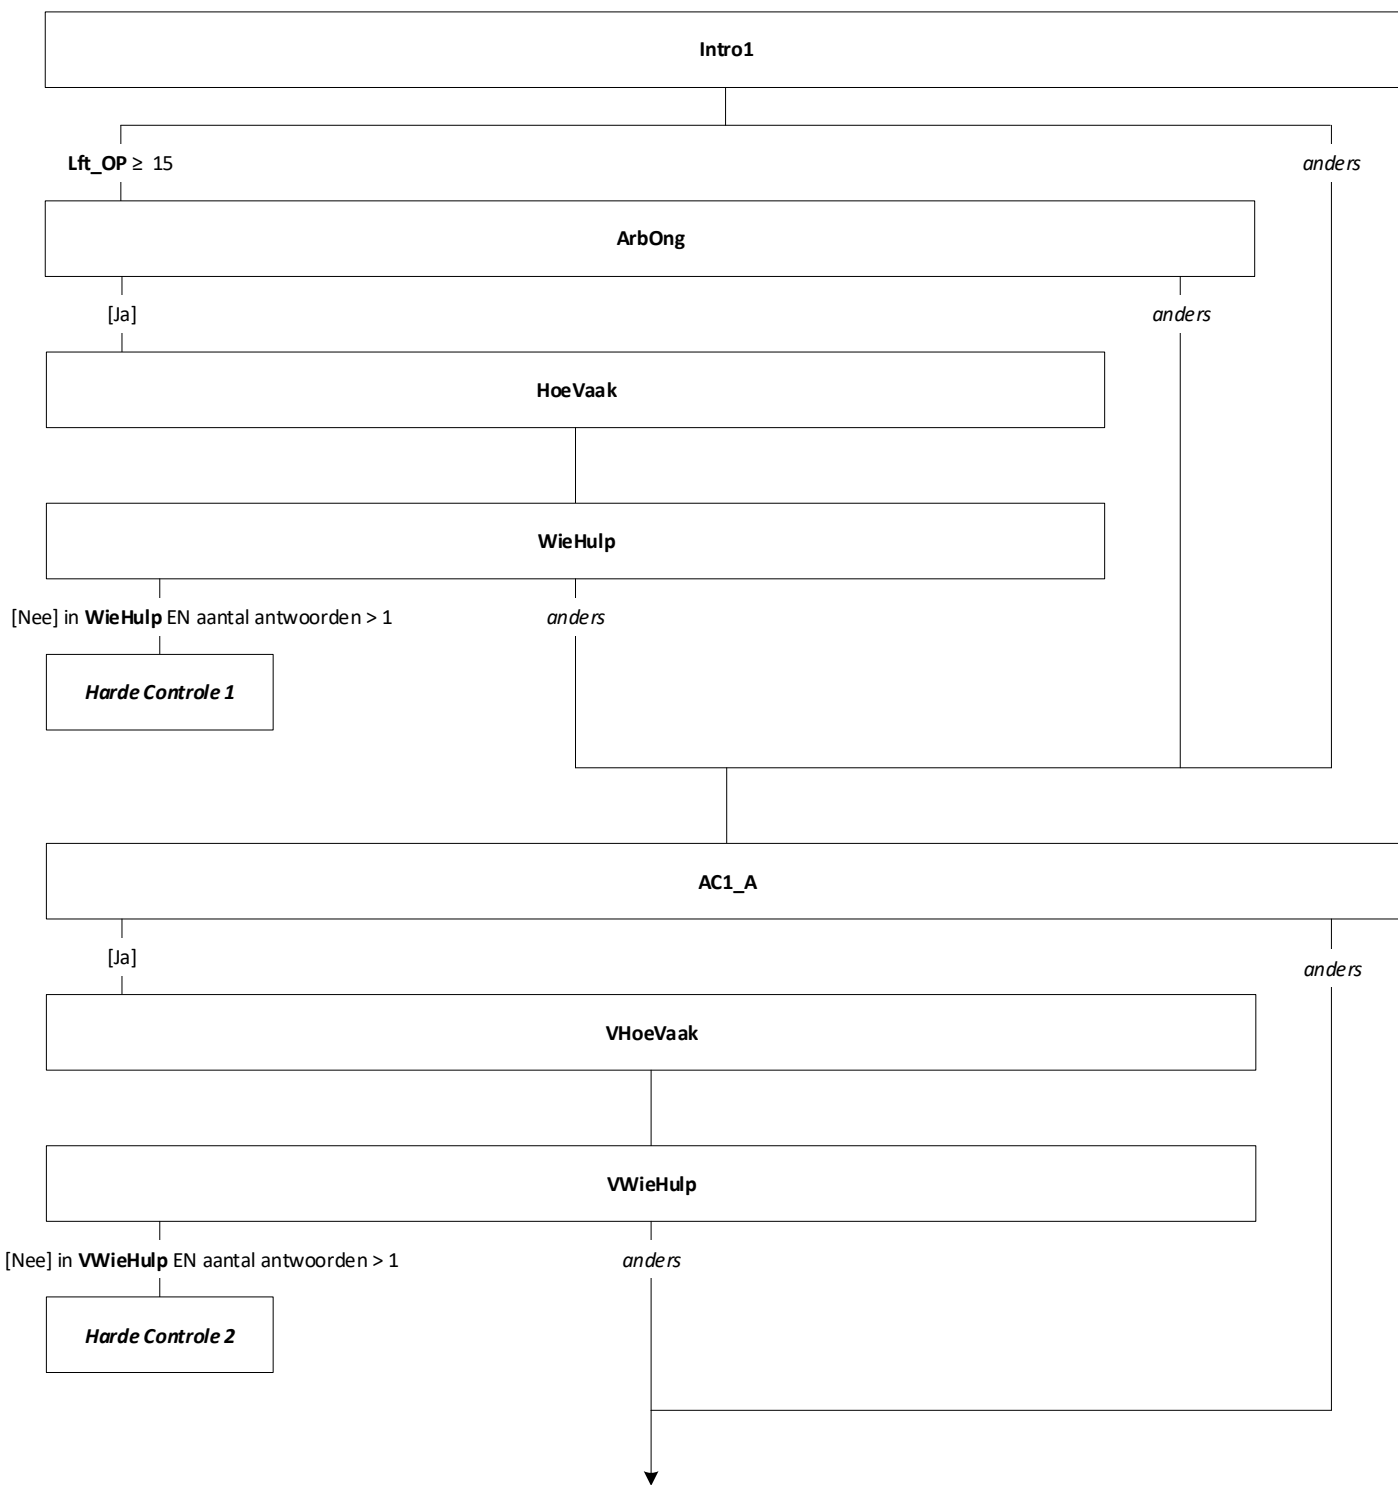 Intro1
Lft_OP ≥ 15
anders
ArbOng
[Ja]
anders
HoeVaak
WieHulp
[Nee] in WieHulp EN aantal antwoorden > 1
anders
Harde Controle 1
AC1_A
[Ja]
anders
VHoeVaak
VWieHulp
[Nee] in VWieHulp EN aantal antwoorden > 1
anders
Harde Controle 2